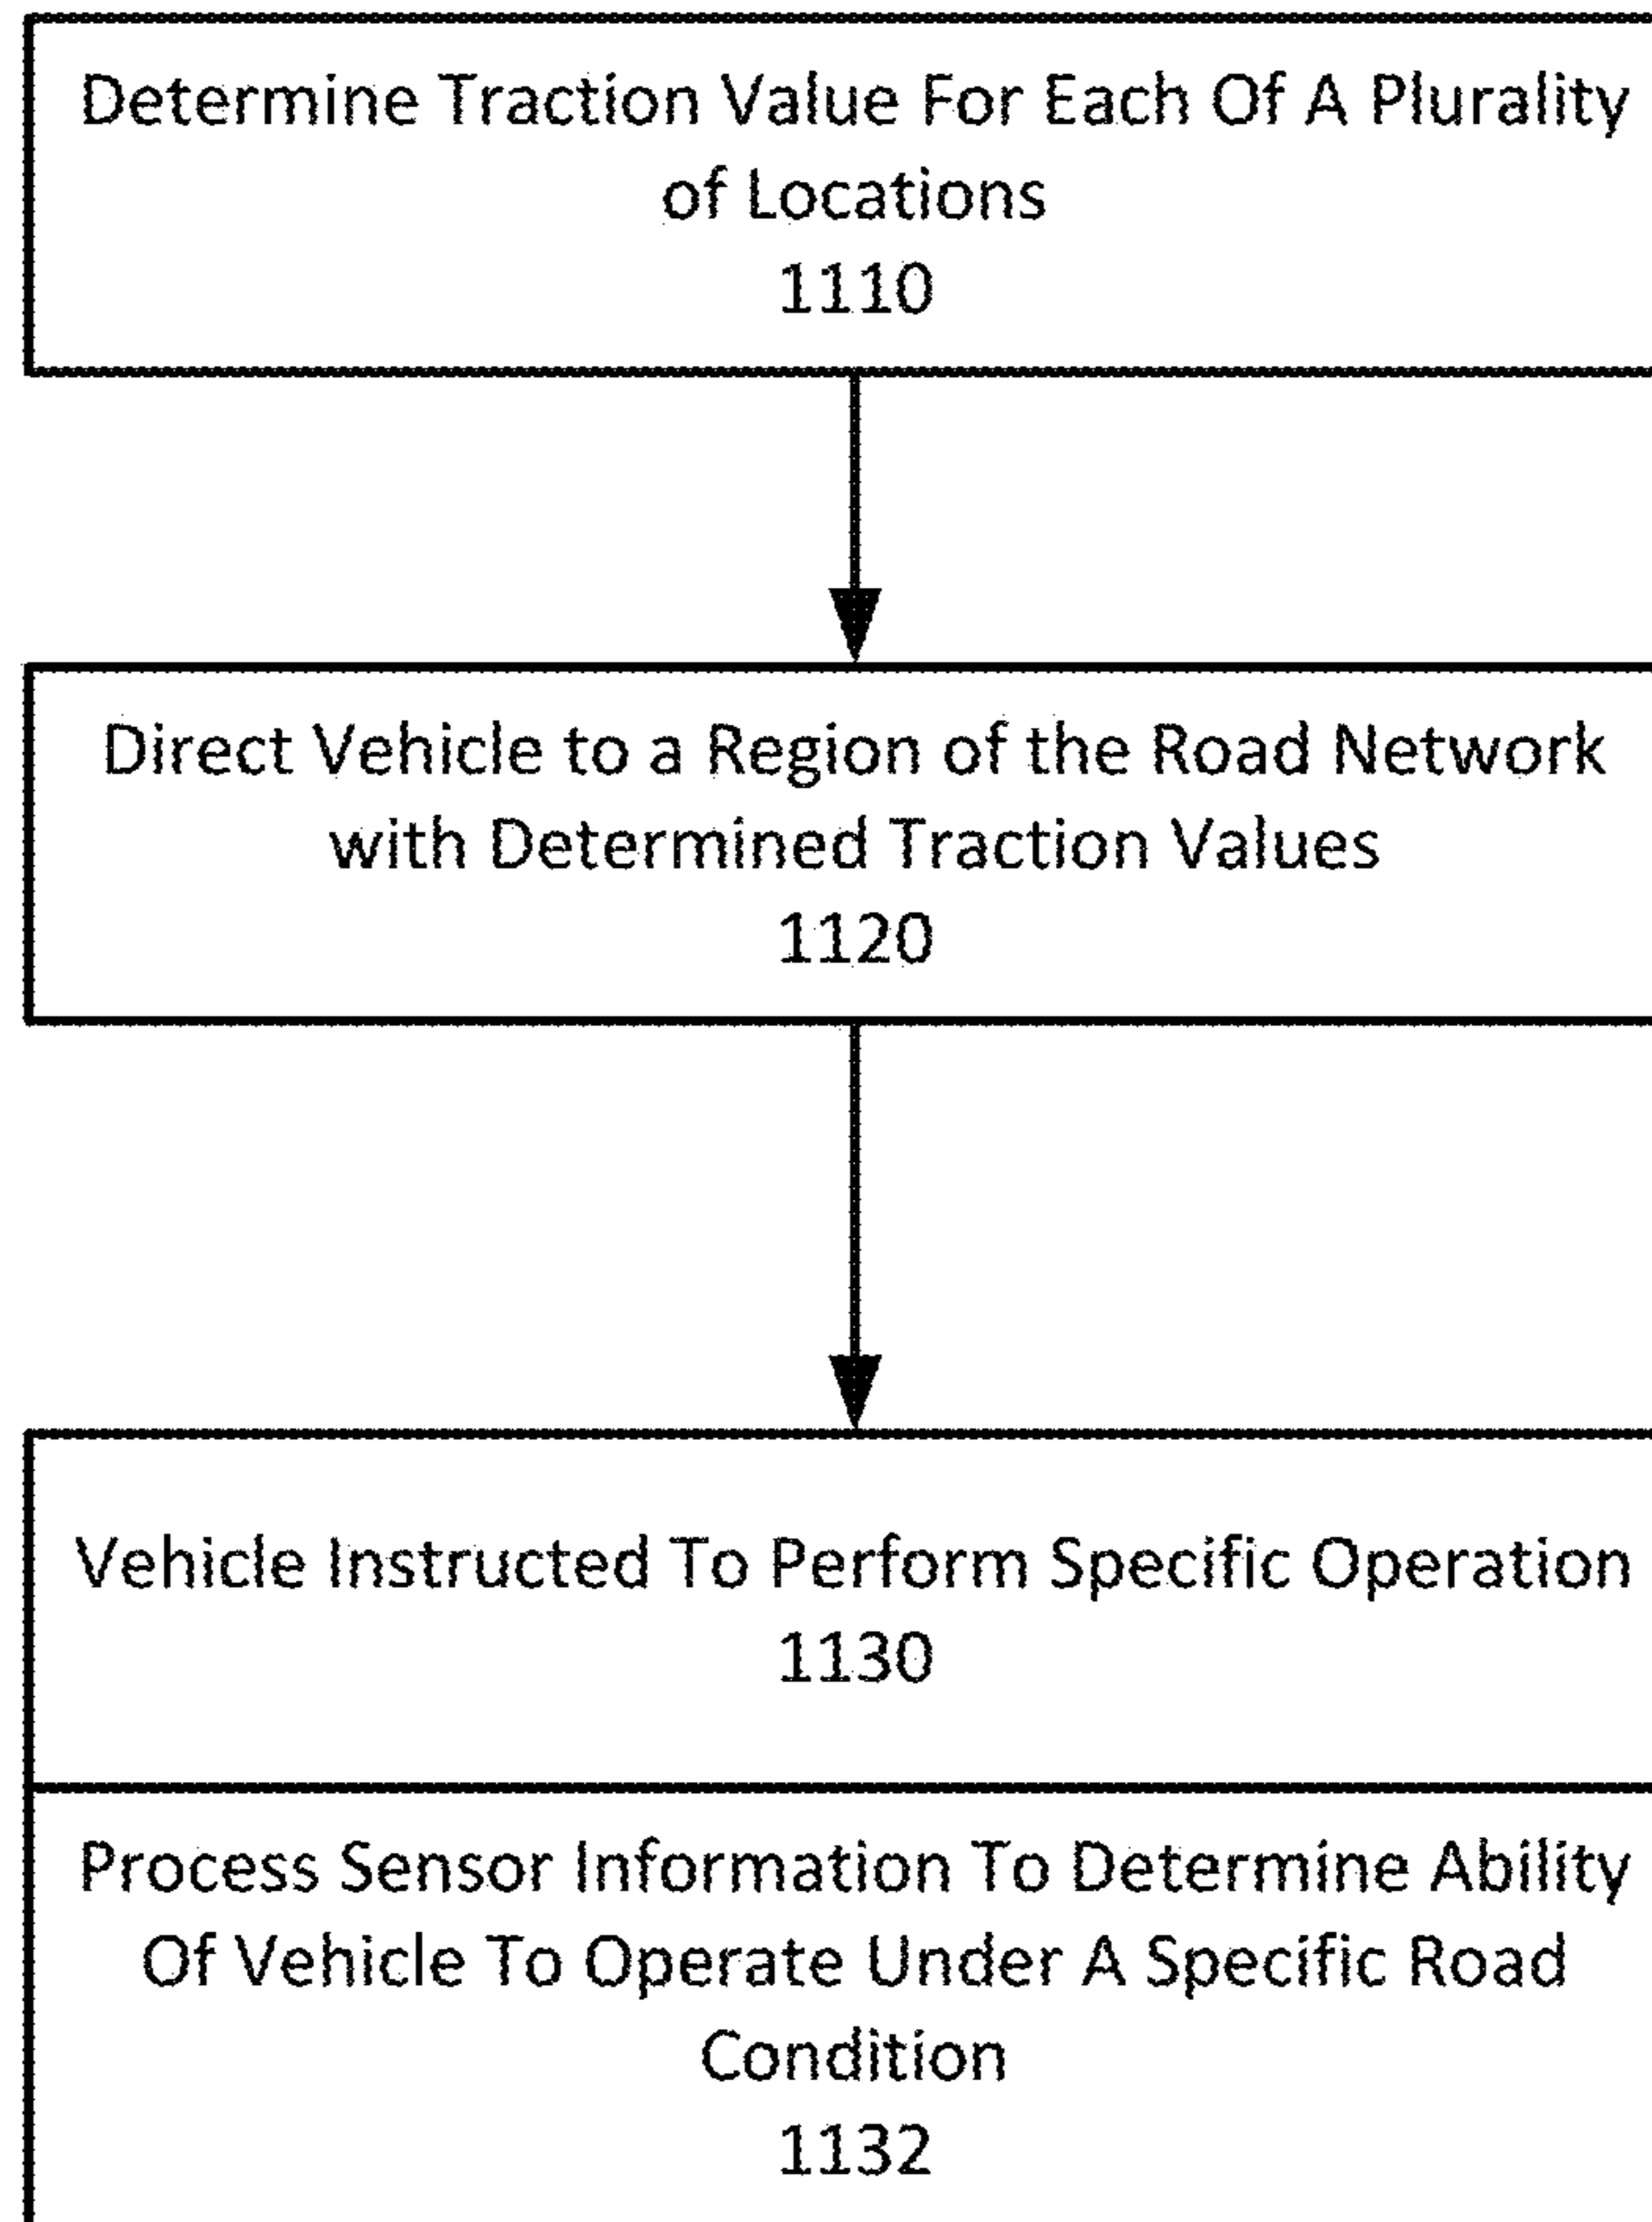 Determine Traction Value For Each Of A Plurality
of Locations
1110
Direct Vehicle to a Region of the Road Network
with Determined Traction Values
1120
Vehicle Instructed To Perform Specific Operation
1130
Process Sensor Information To Determine Ability
Of Vehicle To Operate Under A Specific Road
Condition
1132